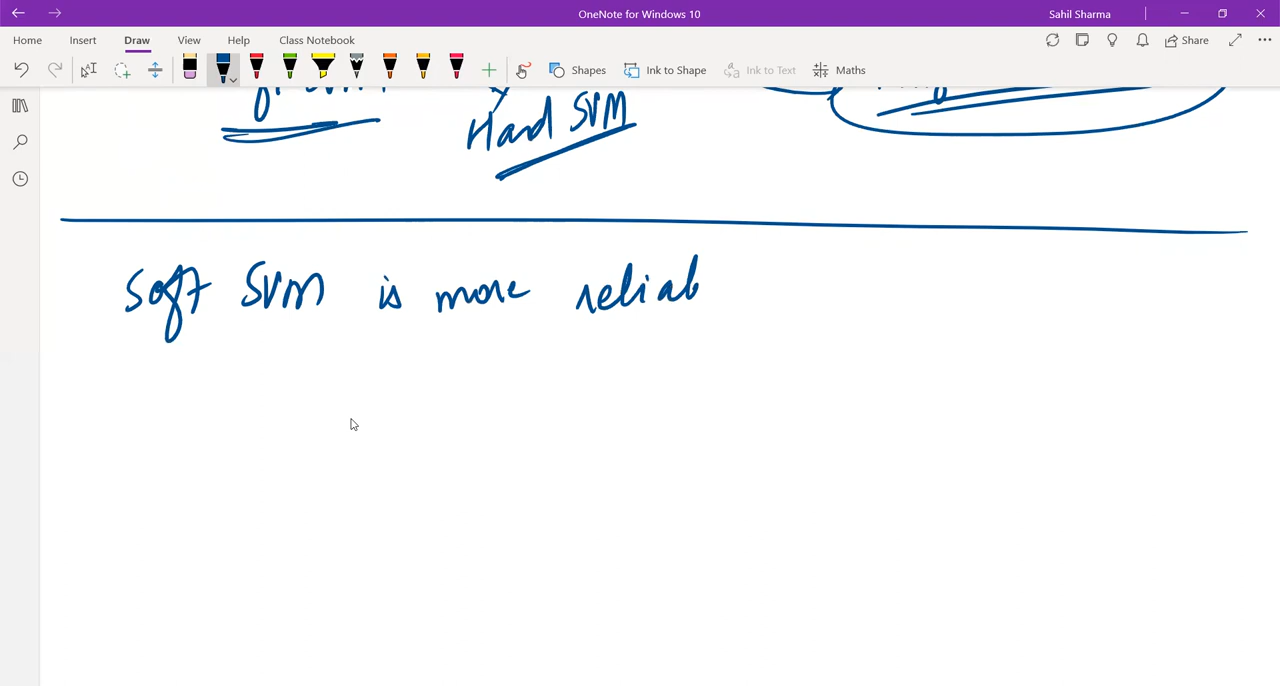 OneNote for Windows 10
Sahil Sharma
Home Insert Draw View Help Class Notebook
Share
Shapes Ink to Shape Ink to Text Maths
Hard SVM
Soft SVM is more reliab